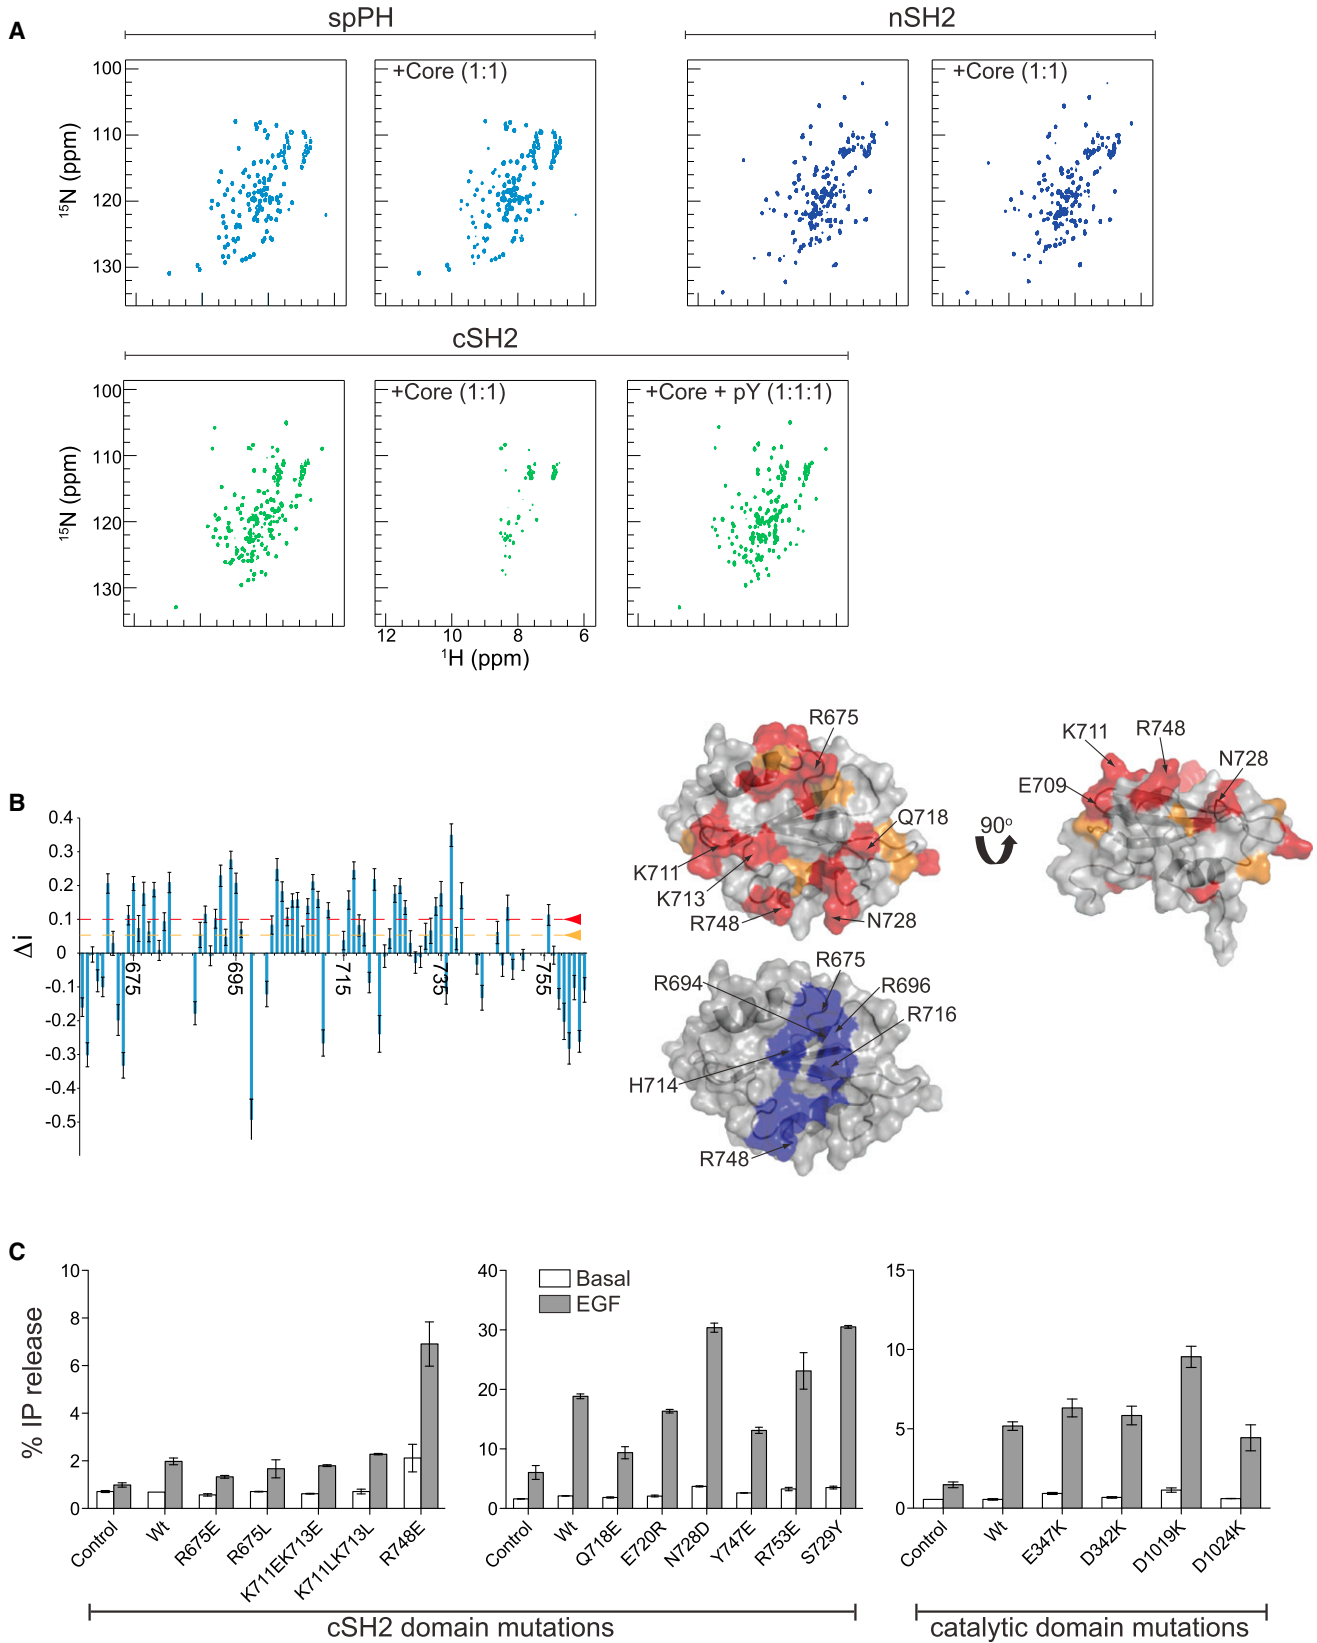 A
spPH
nSH2
+Core (1:1)
+Core (1:1)
100
110
120
130
15N (ppm)
cSH2
+Core (1:1)
+Core + pY (1:1:1)
100
110
120
130
15N (ppm)
12 10 8 6
1H (ppm)
B
0.4
0.3
0.2
0.1
0
-0.1
-0.2
-0.3
-0.4
-0.5
Δi
675 695 715 735 755
R675
Q718
K711
K713
R748
N728
90o
K711
R748
N728
E709
R675
R694
R696
R716
H714
R748
C
% IP release
10
8
6
4
2
0
Control Wt R675E R675L K711EK713E K711LK713L R748E
40
30
20
10
0
Basal
EGF
Control Wt Q718E E720R N728D Y747E R753E S729Y
15
10
5
0
Control Wt E347K D342K D1019K D1024K
cSH2 domain mutations
catalytic domain mutations